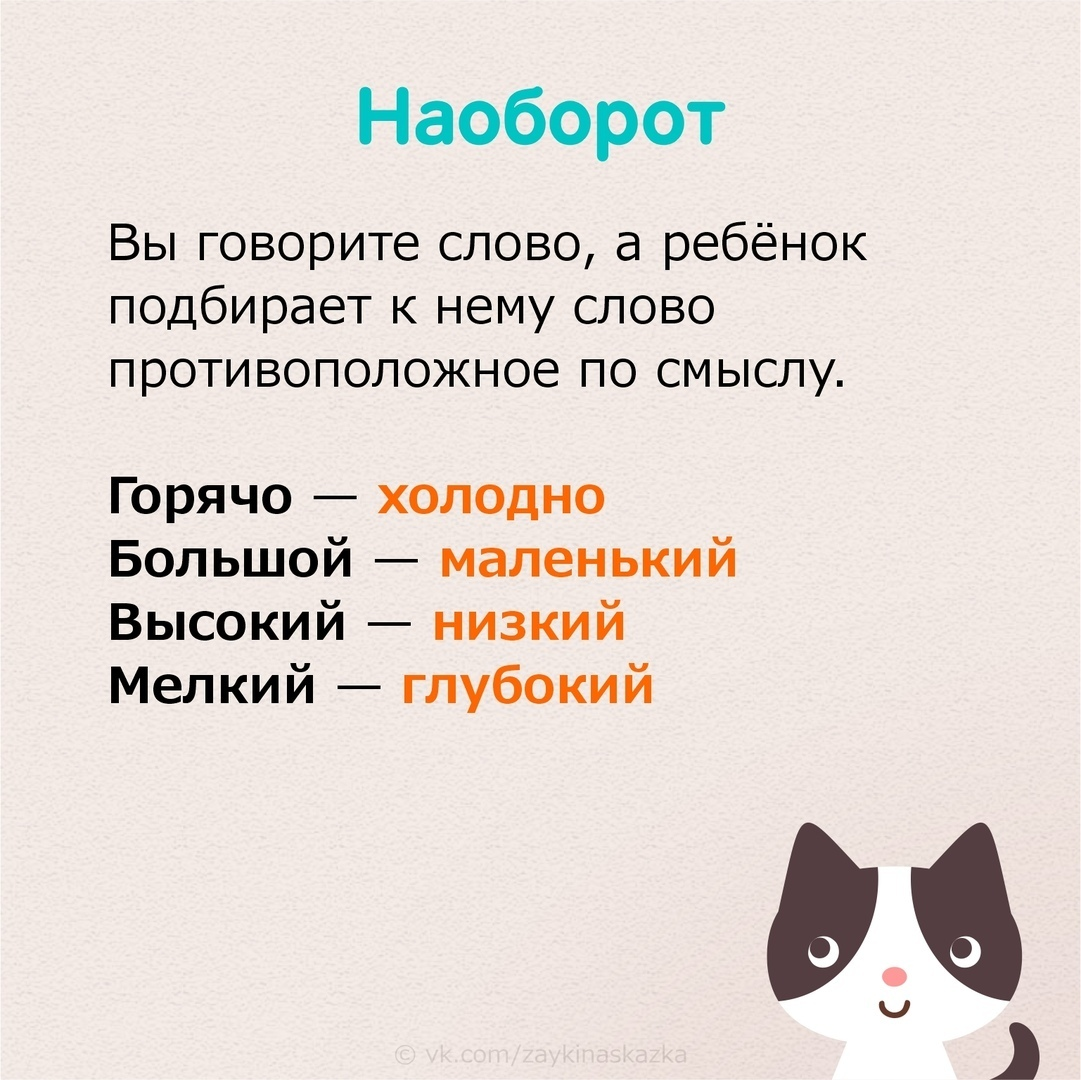 Наоборот
Вы говорите слово, а ребёнок
подбирает к нему слово
противоположное по смыслу.
Горячо — холодно
Большой — маленький
Высокий — низкий
Мелкий — глубокий
© vk.com/zaykinaskazka